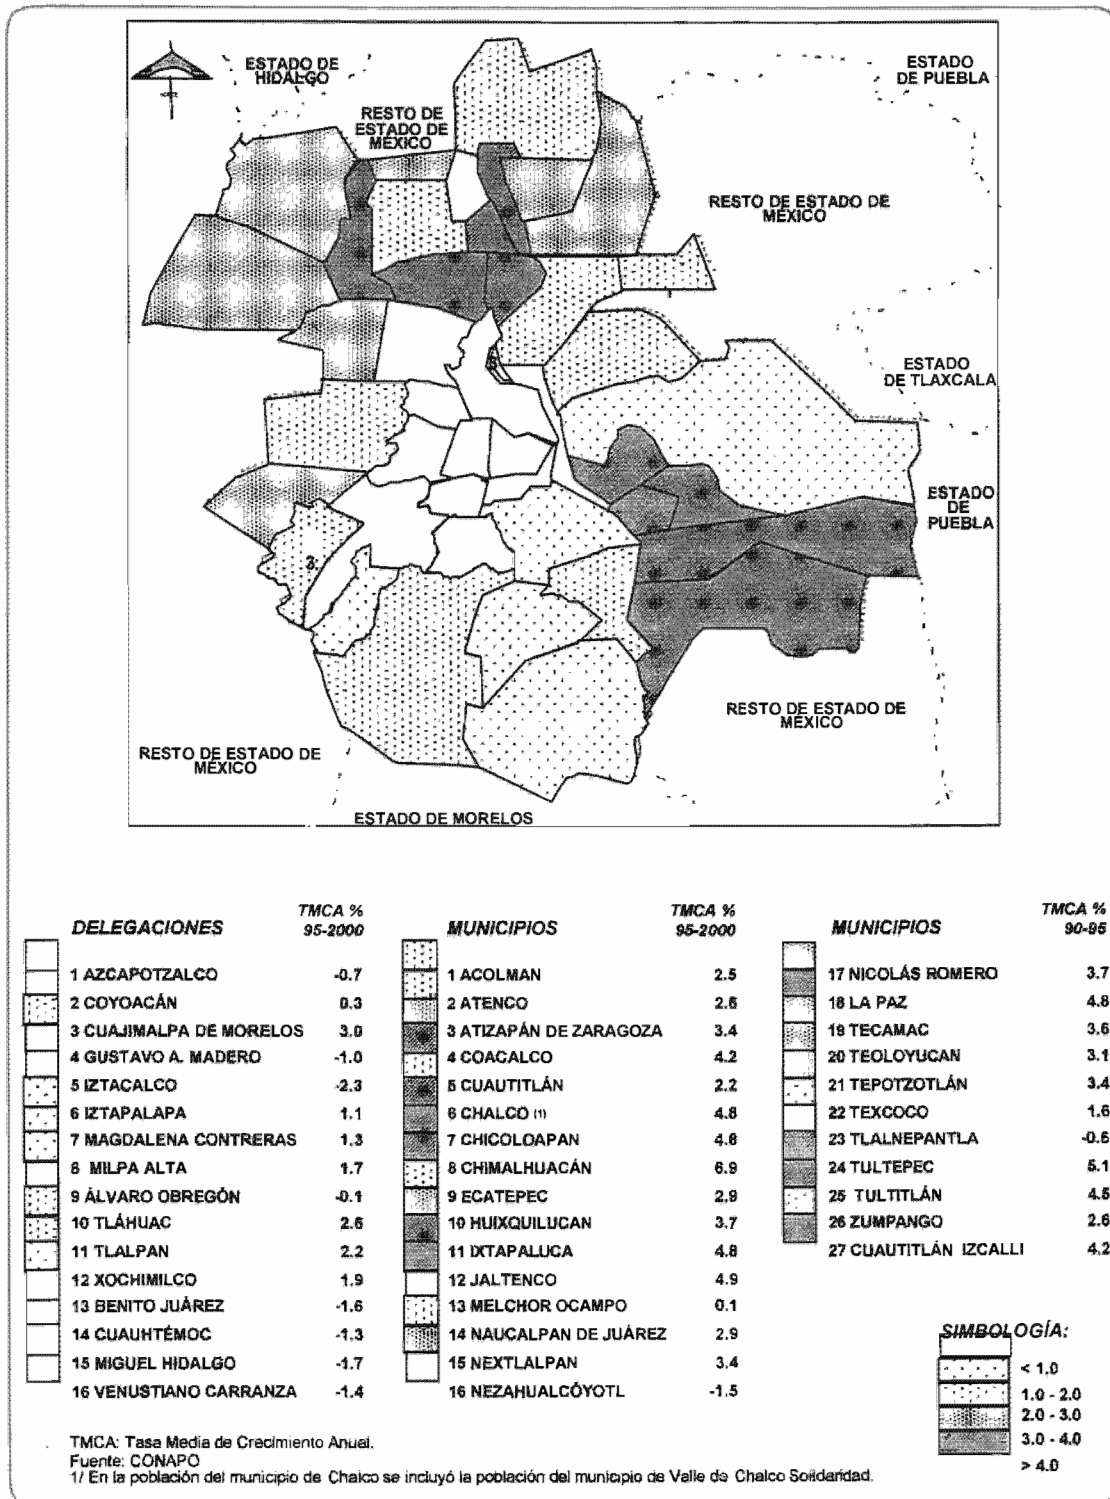 ESTADO DE
HIDALGO
ESTADO
DE PUEBLA
RESTO DE
ESTADO DE
MÉXICO
RESTO DE ESTADO DE
MÉXICO
ESTADO
DE TLAXCALA
ESTADO
DE
PUEBLA
3
RESTO DE ESTADO DE
MÉXICO
RESTO DE ESTADO DE
MÉXICO
ESTADO DE MORELOS
DELEGACIONES TMCA %
95-2000
1 AZCAPOTZALCO -0.7
2 COYOACÁN 0.3
3 CUAJIMALPA DE MORELOS 3.0
4 GUSTAVO A. MADERO -1.0
5 IZTACALCO -2.3
6 IZTAPALAPA 1.1
7 MAGDALENA CONTRERAS 1.3
8 MILPA ALTA 1.7
9 ÁLVARO OBREGÓN -0.1
10 TLÁHUAC 2.6
11 TLALPAN 2.2
12 XOCHIMILCO 1.9
13 BENITO JUÁREZ -1.6
14 CUAUHTÉMOC -1.3
15 MIGUEL HIDALGO -1.7
16 VENUSTIANO CARRANZA -1.4
MUNICIPIOS TMCA %
95-2000
1 ACOLMAN 2.5
2 ATENCO 2.6
3 ATIZAPÁN DE ZARAGOZA 3.4
4 COACALCO 4.2
5 CUAUTITLÁN 2.2
6 CHALCO (1) 4.8
7 CHICOLOAPAN 4.6
8 CHIMALHUACÁN 6.9
9 ECATEPEC 2.9
10 HUIXQUILUCAN 3.7
11 IXTAPALUCA 4.8
12 JALTENCO 4.9
13 MELCHOR OCAMPO 0.1
14 NAUCALPAN DE JUÁREZ 2.9
15 NEXTLALPAN 3.4
16 NEZAHUALCÓYOTL -1.5
MUNICIPIOS TMCA %
90-95
17 NICOLÁS ROMERO 3.7
18 LA PAZ 4.8
19 TECAMAC 3.6
20 TEOLOYUCAN 3.1
21 TEPOTZOTLÁN 3.4
22 TEXCOCO 1.6
23 TLALNEPANTLA -0.6
24 TULTEPEC 5.1
25 TULTITLÁN 4.5
26 ZUMPANGO 2.6
27 CUAUTITLÁN IZCALLI 4.2
SIMBOLOGÍA:
< 1.0
1.0 - 2.0
2.0 - 3.0
3.0 - 4.0
> 4.0
TMCA: Tasa Media de Crecimiento Anual.
Fuente: CONAPO
1/ En la población del municipio de Chalco se incluyó la población del municipio de Valle de Chalco Solidaridad.